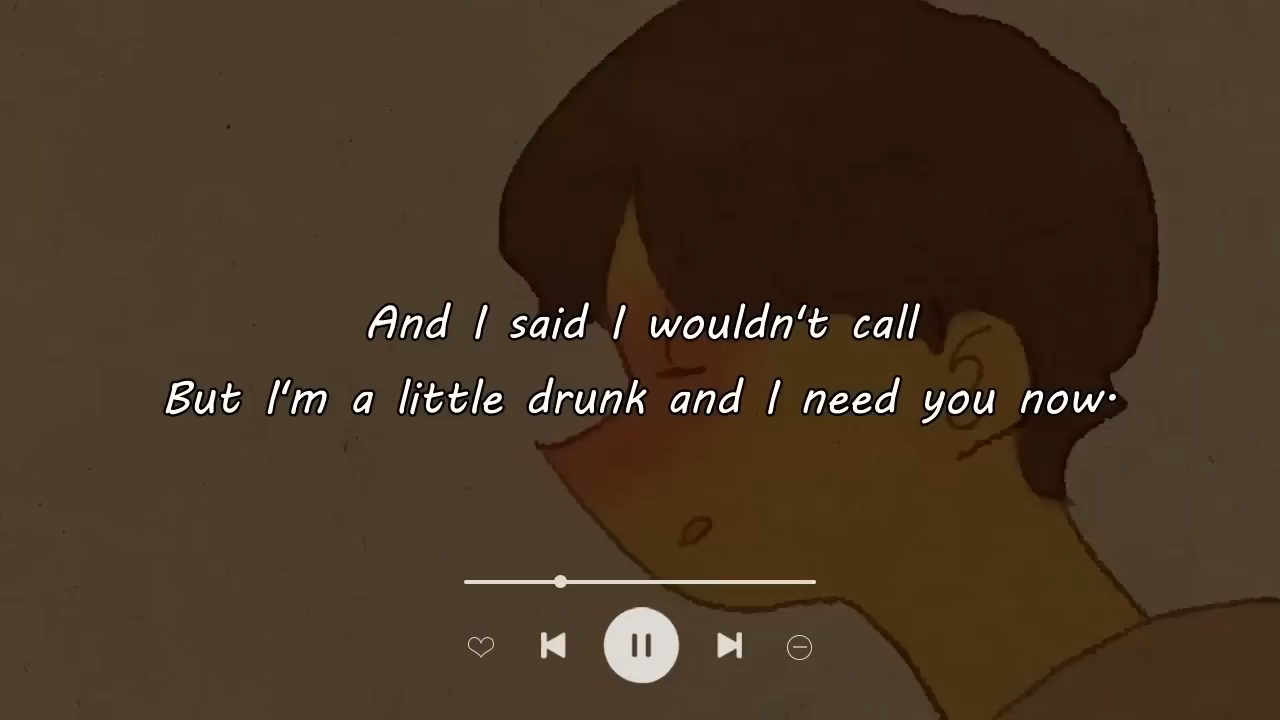 And I said I wouldn't call
But I'm a little drunk and I need you now.